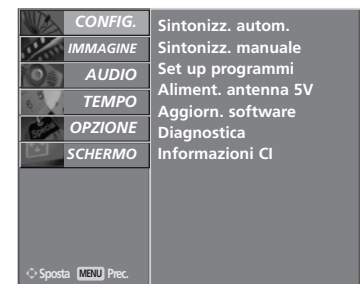 CONFIG.
IMMAGINE
AUDIO
TEMPO
OPZIONE
SCHERMO
Sintonizz. autom.
Sintonizz. manuale
Set up programmi
Aliment. antenna 5V
Aggiorn. software
Diagnostica
Informazioni CI
Sposta MENU Prec.